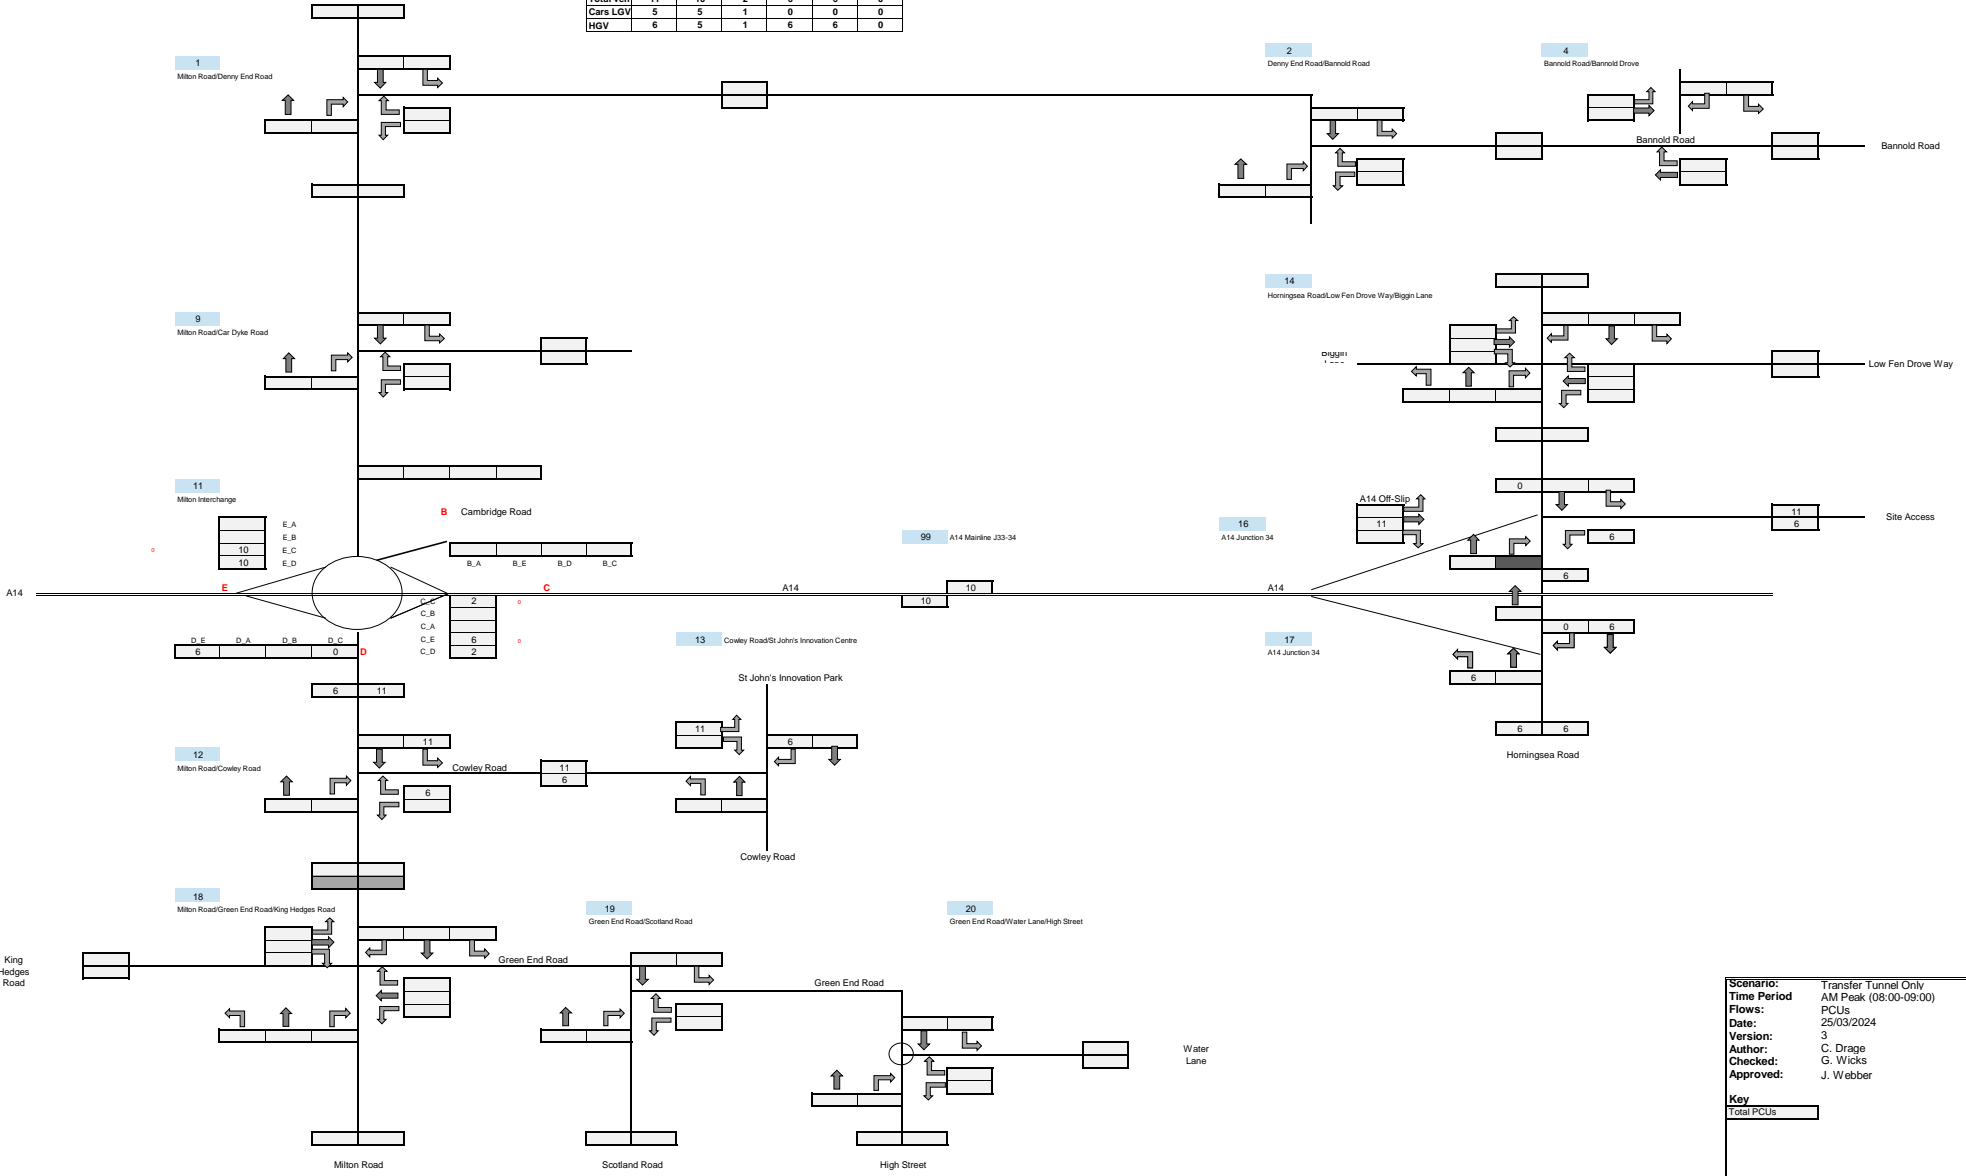 Cars LGV 5 5 1 0 0 0
HGV 6 5 1 6 6 0
1
Milton Road/Denny End Road
2
Denny End Road/Bannold Road
4
Bannold Road/Bannold Drove
Bannold Road
Bannold Road
9
Milton Road/Car Dyke Road
14
Horningsea Road/Low Fen Drove Way/Biggin Lane
Low Fen Drove Way
11
Milton Interchange
E_A
E_B
10 E_C
10 E_D
0
B Cambridge Road
B_A B_E B_D B_C
99 A14 Mainline J33-34
16
A14 Junction 34
A14 Off-Slip
11
0
11
6
Site Access
6
6
A14
E
C
A14
10
10
A14
C_C 2 0
C_B
C_A
C_E 6 0
C_D 2
D_E D_A D_B D_C
6 0 D
13 Cowley Road/St John's Innovation Centre
17
A14 Junction 34
0 6
6
6 6
Horningsea Road
6 11
St John's Innovation Park
11
6
12
Milton Road/Cowley Road
11
Cowley Road
11
6
6
Cowley Road
18
Milton Road/Green End Road/King Hedges Road
19
Green End Road/Scotland Road
20
Green End Road/Water Lane/High Street
King
Hedges
Road
Green End Road
Green End Road
Water
Lane
Milton Road
Scotland Road
High Street
Scenario: Transfer Tunnel Only
Time Period AM Peak (08:00-09:00)
Flows: PCUs
Date: 25/03/2024
Version: 3
Author: C. Drage
Checked: G. Wicks
Approved: J. Webber
Key
Total PCUs